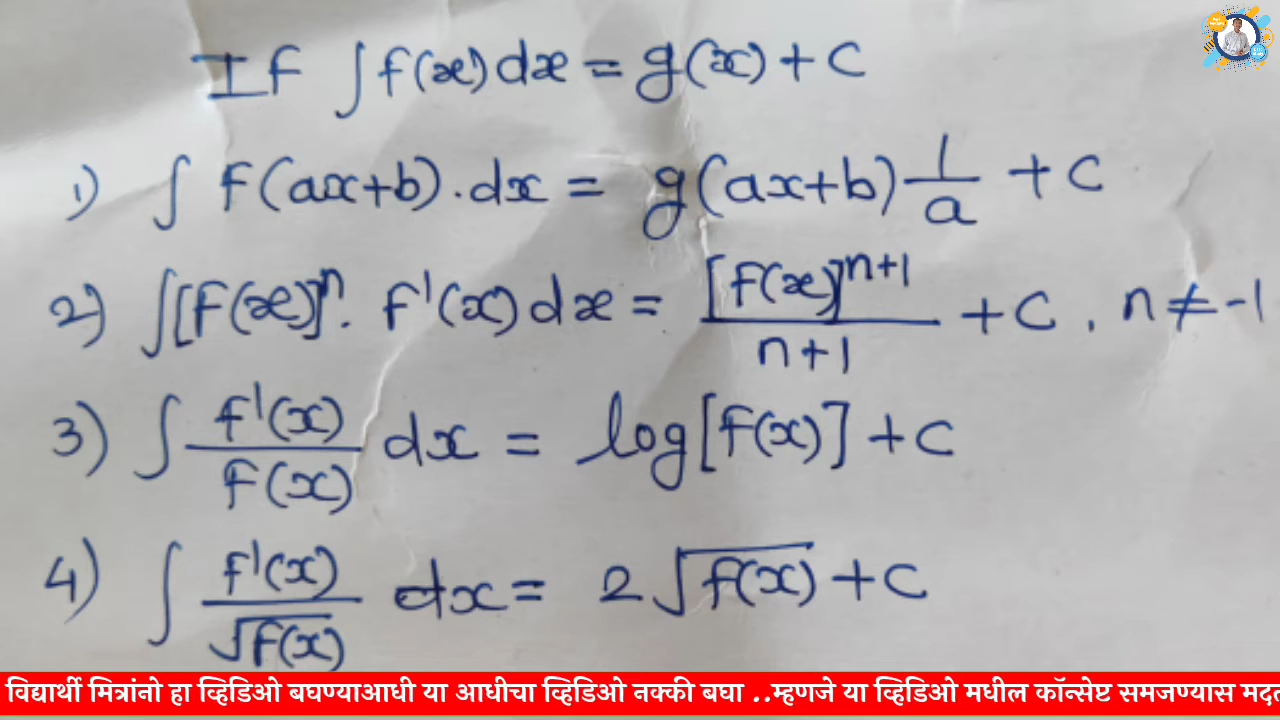 If ∫f(x)dx = g(x) + c
1) ∫ f(ax+b).dx = g(ax+b) 1/a + c
2) ∫[f(x)]ⁿ. f'(x) dx = [f(x)]ⁿ⁺¹/n+1 + c , n ≠ -1
3) ∫ f'(x)/f(x) dx = log[f(x)] + c
4) ∫ f'(x)/√f(x) dx = 2√f(x) + c
विद्यार्थी मित्रांनो हा व्हिडिओ बघण्याआधी या आधीचा व्हिडिओ नक्की बघा ..म्हणजे या व्हिडिओ मधील कॉन्सेप्ट समजण्यास